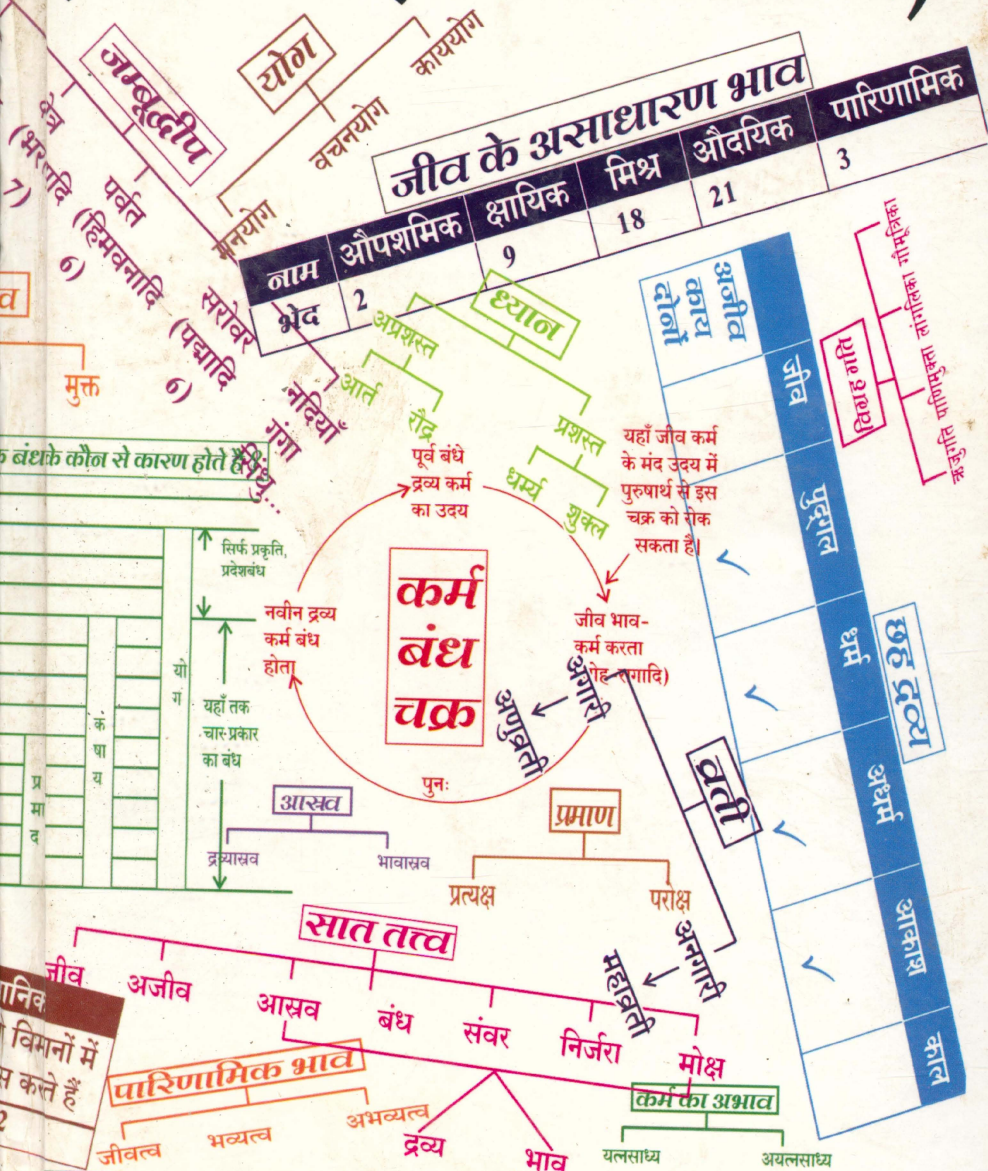 जम्बूद्वीप
क्षेत्र
(भरतादि
7)
पर्वत
(हिमवनादि
6)
सरोवर
(पद्मादि
6)
नदियाँ
गंगा
सिंधु...
योग
मनयोग
वचनयोग
काययोग
जीव के असाधारण भाव
नाम औपशमिक क्षायिक मिश्र औदयिक पारिणामिक
भेद 2 9 18 21 3
ध्यान
अप्रशस्त
आर्त
रौद्र
प्रशस्त
धर्म्य
शुक्ल
विग्रह गति
ऋजुगति पाणिमुक्ता लांगलिका गौमूत्रिका
छह द्रव्य
अजीव
काय
दोनों
जीव
पुद्गल
धर्म
अधर्म
आकाश
काल
मुक्त
बंधके कौन से कारण होते हैं
सिर्फ प्रकृति,
प्रदेशबंध
यहाँ तक
चार प्रकार
का बंध
योग
कषाय
प्रमाद
कर्म
बंध
चक्र
पूर्व बंधे
द्रव्य कर्म
का उदय
यहाँ जीव कर्म
के मंद उदय में
पुरुषार्थ से इस
चक्र को रोक
सकता है।
जीव भाव-
कर्म करता
पुनः
नवीन द्रव्य
कर्म बंध
होता
व्रती
अगारी
अणुव्रती
अनगारी
महाव्रती
आस्रव
द्रव्यास्रव
भावास्रव
प्रमाण
प्रत्यक्ष
परोक्ष
सात तत्त्व
जीव
अजीव
आस्रव
बंध
संवर
निर्जरा
मोक्ष
द्रव्य
भाव
विमानों में
करते हैं
पारिणामिक भाव
जीवत्व
भव्यत्व
अभव्यत्व
कर्म का अभाव
यत्नसाध्य
अयत्नसाध्य